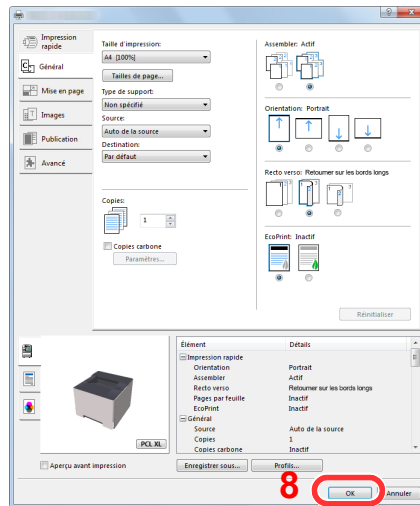 Impression
rapide
Général
Mise en page
Images
Publication
Avancé
Taille d'impression:
A4 [100%]
Tailles de page...
Type de support:
Non spécifié
Source:
Auto de la source
Destination:
Par défaut
Copies:
1
Copies carbone
Paramètres...
Assembler: Actif
Orientation: Portrait
Recto verso: Retourner sur les bords longs
EcoPrint: Inactif
Réinitialiser
PCL XL
Aperçu avant impression
Élément Détails
Impression rapide
Orientation Portrait
Assembler Actif
Recto verso Retourner sur les bords longs
Pages par feuille Inactif
EcoPrint Inactif
Général
Source Auto de la source
Copies 1
Copies carbone Inactif
Enregistrer sous... Profils...
8
OK Annuler